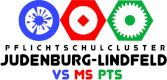 PFLICHTSCHULCLUSTER
JUDENBURG-LINDFELD
VS MS PTS